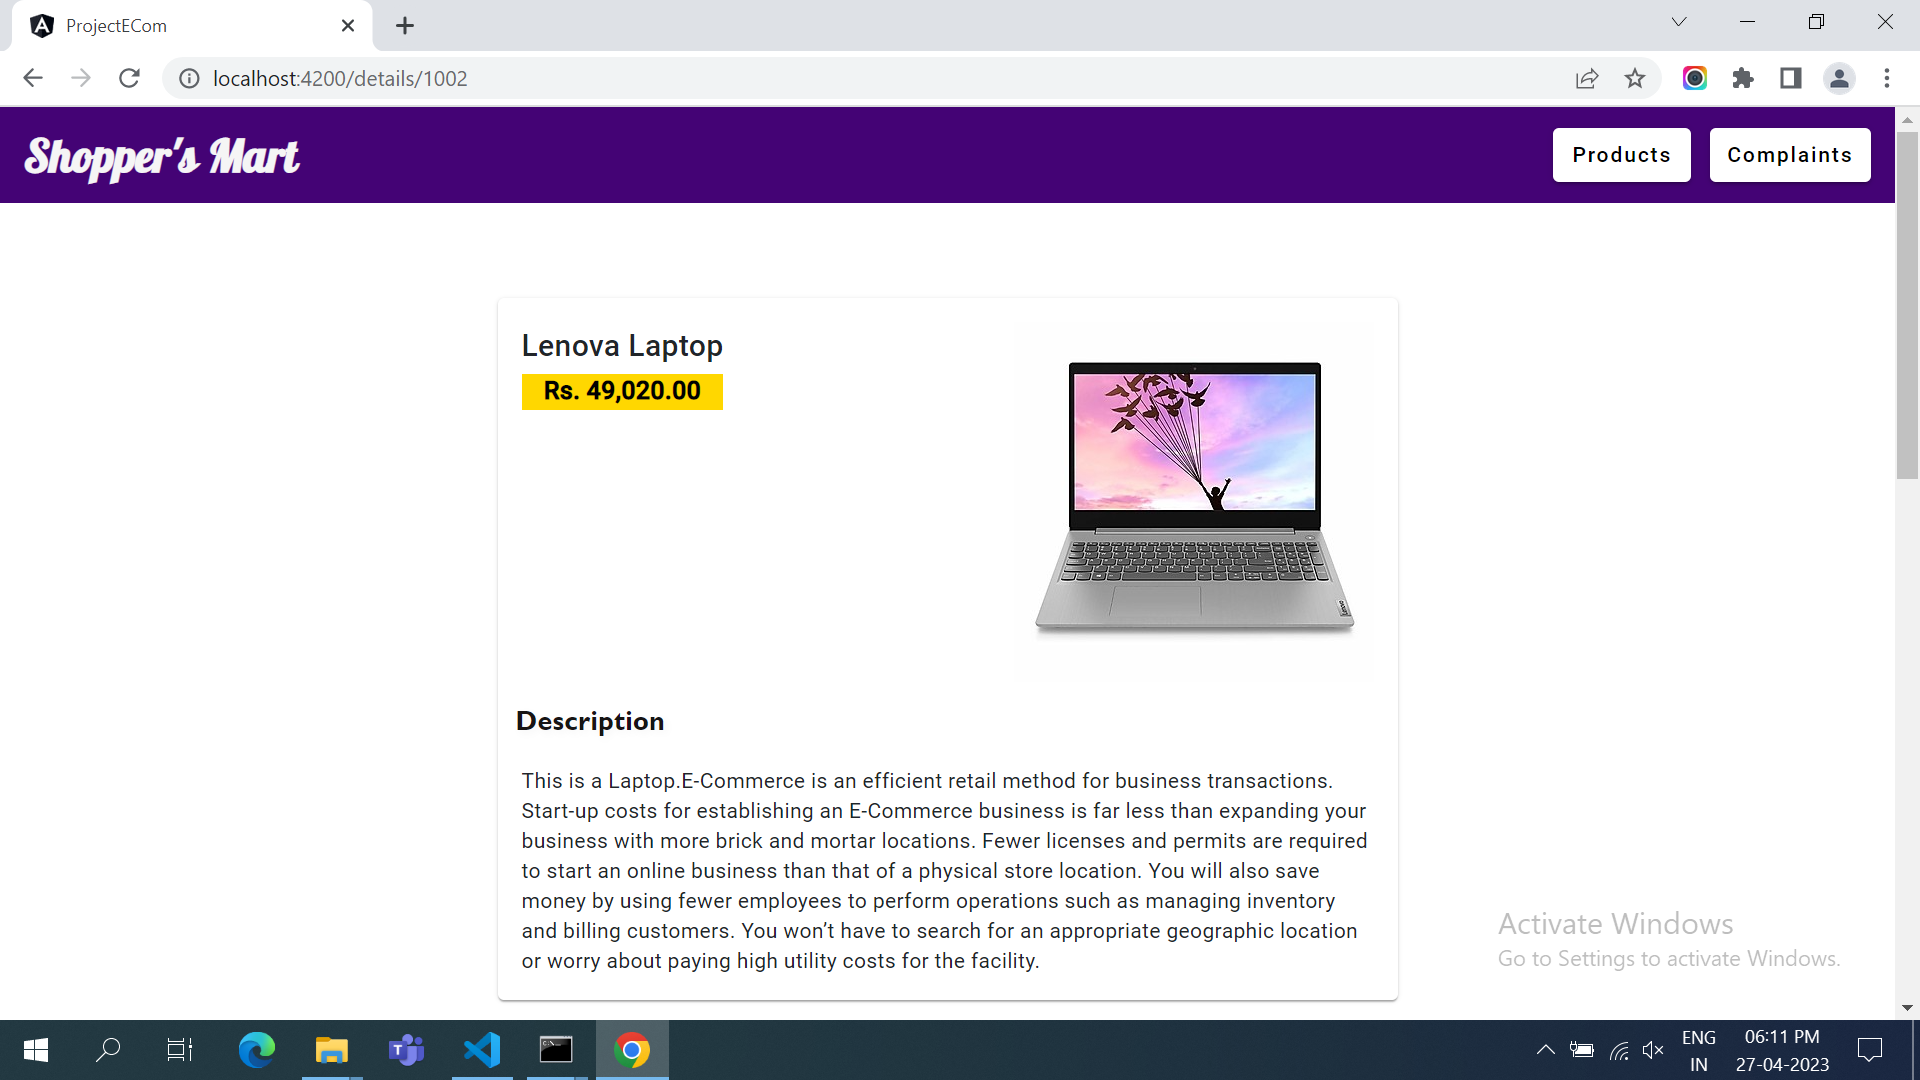 ProjectECom
localhost:4200/details/1002
Shopper's Mart
Products
Complaints
Lenova Laptop
Rs. 49,020.00
Lenovo
Description
This is a Laptop.E-Commerce is an efficient retail method for business transactions.
Start-up costs for establishing an E-Commerce business is far less than expanding your
business with more brick and mortar locations. Fewer licenses and permits are required
to start an online business than that of a physical store location. You will also save
money by using fewer employees to perform operations such as managing inventory
and billing customers. You won’t have to search for an appropriate geographic location
or worry about paying high utility costs for the facility.
Activate Windows
Go to Settings to activate Windows.
ENG
IN
06:11 PM
27-04-2023